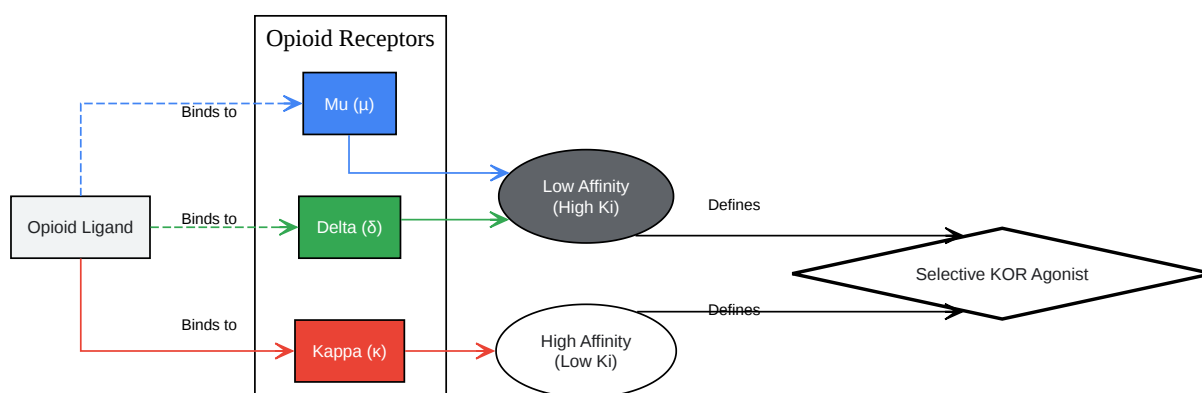 Opioid Receptors
Mu (µ)
Binds to
Low Affinity
(High Ki)
Defines
Opioid Ligand
Binds to
Delta (δ)
Selective KOR Agonist
Binds to
Kappa (κ)
High Affinity
(Low Ki)
Defines